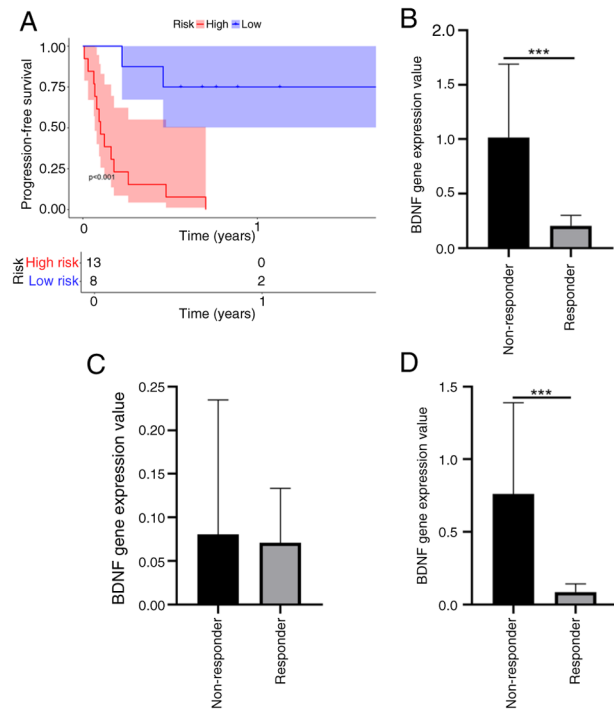 A
Risk High Low
Progression-free survival
1.00
0.75
0.50
0.25
0.00
p<0.001
0
1
Time (years)
Risk
High risk 13 0
Low risk 8 2
0 1
Time (years)
B
BDNF gene expression value
2.0
1.5
1.0
0.5
0.0
***
Non-responder
Responder
C
BDNF gene expression value
0.25
0.20
0.15
0.10
0.05
0.00
Non-responder
Responder
D
BDNF gene expression value
1.5
1.0
0.5
0.0
***
Non-responder
Responder